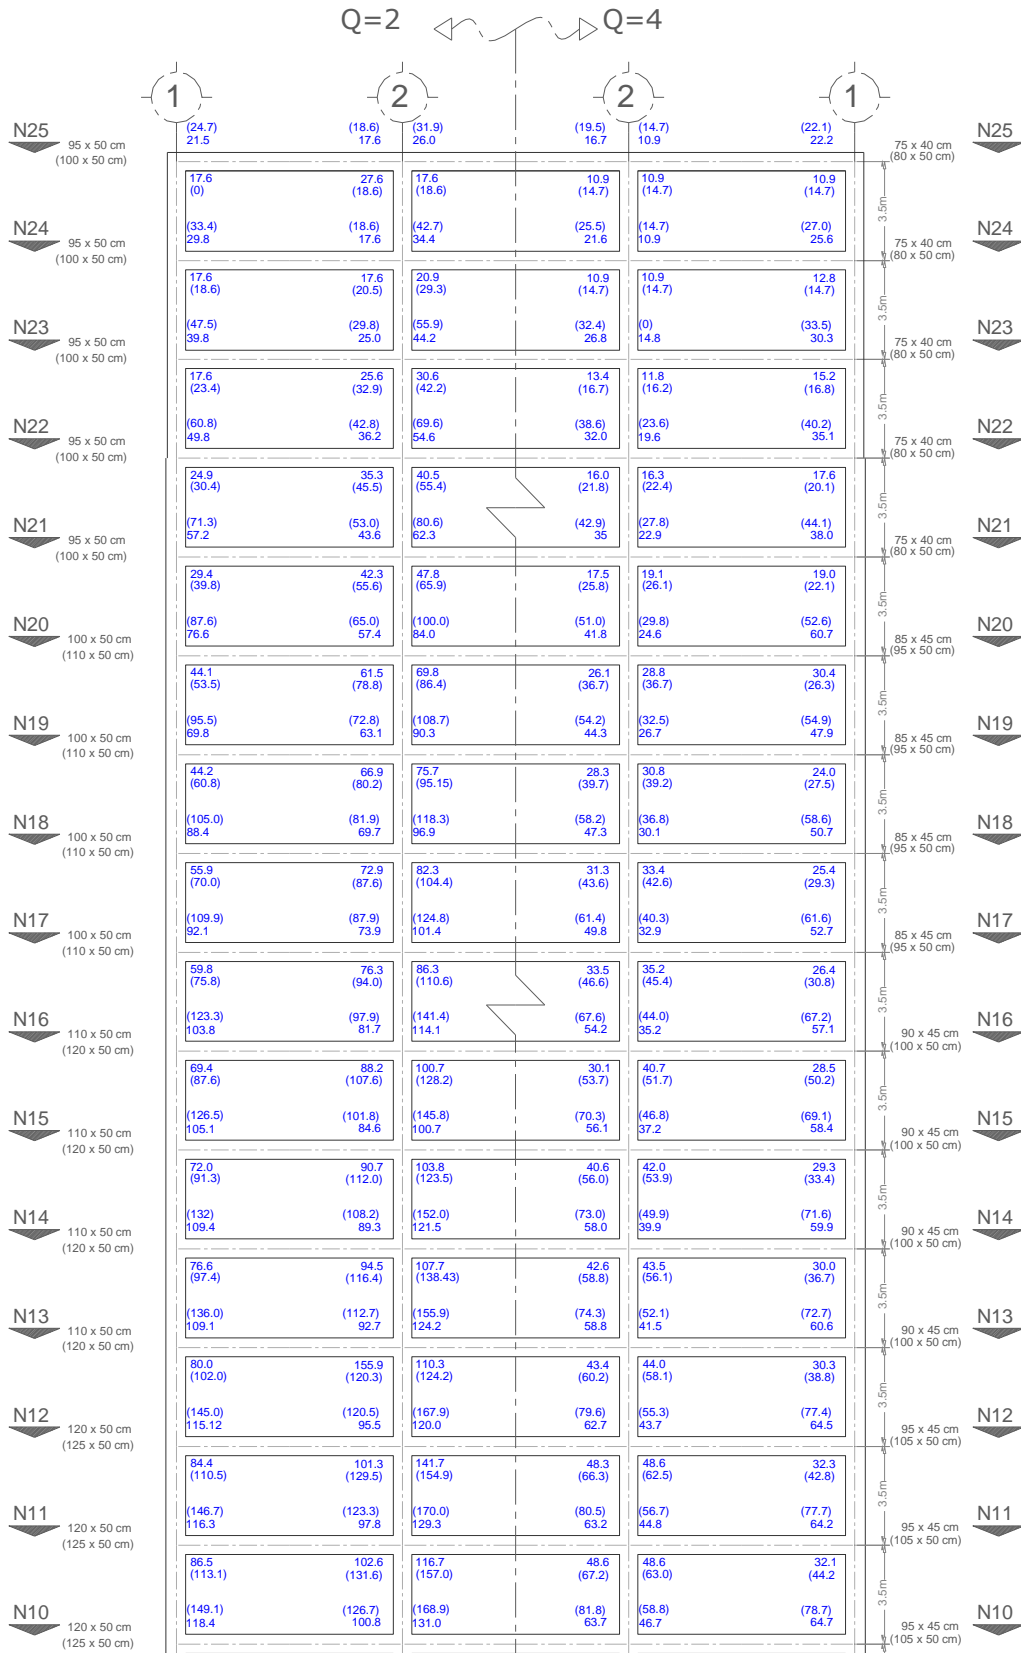 Q=2 Q=4
1 2 2 1
N25 (24.7) (18.6) (31.9) (19.5) (14.7) (22.1) N25
95 x 50 cm 21.5 17.6 26.0 16.7 10.9 22.2 75 x 40 cm
(100 x 50 cm) (80 x 50 cm)
17.6 27.6 17.6 10.9 10.9 10.9
(0) (18.6) (18.6) (14.7) (14.7) (14.7)
3.5m
N24 (33.4) (18.6) (42.7) (25.5) (14.7) (27.0) N24
95 x 50 cm 29.8 17.6 34.4 21.6 10.9 25.6 75 x 40 cm
(100 x 50 cm) (80 x 50 cm)
17.6 17.6 20.9 10.9 10.9 12.8
(18.6) (20.5) (29.3) (14.7) (14.7) (14.7)
3.5m
N23 (47.5) (29.8) (55.9) (32.4) (0) (33.5) N23
95 x 50 cm 39.8 25.0 44.2 26.8 14.8 30.3 75 x 40 cm
(100 x 50 cm) (80 x 50 cm)
17.6 25.6 30.6 13.4 11.8 15.2
(23.4) (32.9) (42.2) (16.7) (16.2) (16.8)
3.5m
N22 (60.8) (42.8) (69.6) (38.6) (23.6) (40.2) N22
95 x 50 cm 49.8 36.2 54.6 32.0 19.6 35.1 75 x 40 cm
(100 x 50 cm) (80 x 50 cm)
24.9 35.3 40.5 16.0 16.3 17.6
(30.4) (45.5) (55.4) (21.8) (22.4) (20.1)
3.5m
N21 (71.3) (53.0) (80.6) (42.9) (27.8) (44.1) N21
95 x 50 cm 57.2 43.6 62.3 35 22.9 38.0 75 x 40 cm
(100 x 50 cm) (80 x 50 cm)
29.4 42.3 47.8 17.5 19.1 19.0
(39.8) (55.6) (65.9) (25.8) (26.1) (22.1)
3.5m
N20 (87.6) (65.0) (100.0) (51.0) (29.8) (52.6) N20
100 x 50 cm 76.6 57.4 84.0 41.8 24.6 60.7 85 x 45 cm
(110 x 50 cm) (95 x 50 cm)
44.1 61.5 69.8 26.1 28.8 30.4
(53.5) (78.8) (86.4) (36.7) (36.7) (26.3)
3.5m
N19 (95.5) (72.8) (108.7) (54.2) (32.5) (54.9) N19
100 x 50 cm 69.8 63.1 90.3 44.3 26.7 47.9 85 x 45 cm
(110 x 50 cm) (95 x 50 cm)
44.2 66.9 75.7 28.3 30.8 24.0
(60.8) (80.2) (95.15) (39.7) (39.2) (27.5)
3.5m
N18 (105.0) (81.9) (118.3) (58.2) (36.8) (58.6) N18
100 x 50 cm 88.4 69.7 96.9 47.3 30.1 50.7 85 x 45 cm
(110 x 50 cm) (95 x 50 cm)
55.9 72.9 82.3 31.3 33.4 25.4
(70.0) (87.6) (104.4) (43.6) (42.6) (29.3)
3.5m
N17 (109.9) (87.9) (124.8) (61.4) (40.3) (61.6) N17
100 x 50 cm 92.1 73.9 101.4 49.8 32.9 52.7 85 x 45 cm
(110 x 50 cm) (95 x 50 cm)
59.8 76.3 86.3 33.5 35.2 26.4
(75.8) (94.0) (110.6) (46.6) (45.4) (30.8)
3.5m
N16 (123.3) (97.9) (141.4) (67.6) (44.0) (67.2) N16
110 x 50 cm 103.8 81.7 114.1 54.2 35.2 57.1 90 x 45 cm
(120 x 50 cm) (100 x 50 cm)
69.4 88.2 100.7 30.1 40.7 28.5
(87.6) (107.6) (128.2) (53.7) (51.7) (50.2)
3.5m
N15 (126.5) (101.8) (145.8) (70.3) (46.8) (69.1) N15
110 x 50 cm 105.1 84.6 100.7 56.1 37.2 58.4 90 x 45 cm
(120 x 50 cm) (100 x 50 cm)
72.0 90.7 103.8 40.6 42.0 29.3
(91.3) (112.0) (123.5) (56.0) (53.9) (33.4)
3.5m
N14 (132) (108.2) (152.0) (73.0) (49.9) (71.6) N14
110 x 50 cm 109.4 89.3 121.5 58.0 39.9 59.9 90 x 45 cm
(120 x 50 cm) (100 x 50 cm)
76.6 94.5 107.7 42.6 43.5 30.0
(97.4) (116.4) (138.43) (58.8) (56.1) (36.7)
3.5m
N13 (136.0) (112.7) (155.9) (74.3) (52.1) (72.7) N13
110 x 50 cm 109.1 92.7 124.2 58.8 41.5 60.6 90 x 45 cm
(120 x 50 cm) (100 x 50 cm)
80.0 155.9 110.3 43.4 44.0 30.3
(102.0) (120.3) (124.2) (60.2) (58.1) (38.8)
3.5m
N12 (145.0) (120.5) (167.9) (79.6) (55.3) (77.4) N12
120 x 50 cm 115.12 95.5 120.0 62.7 43.7 64.5 95 x 45 cm
(125 x 50 cm) (105 x 50 cm)
84.4 101.3 141.7 48.3 48.6 32.3
(110.5) (129.5) (154.9) (66.3) (62.5) (42.8)
3.5m
N11 (146.7) (123.3) (170.0) (80.5) (56.7) (77.7) N11
120 x 50 cm 116.3 97.8 129.3 63.2 44.8 64.2 95 x 45 cm
(125 x 50 cm) (105 x 50 cm)
86.5 102.6 116.7 48.6 48.6 32.1
(113.1) (131.6) (157.0) (67.2) (63.0) (44.2
3.5m
N10 (149.1) (126.7) (168.9) (81.8) (58.8) (78.7) N10
120 x 50 cm 118.4 100.8 131.0 63.7 46.7 64.7 95 x 45 cm
(125 x 50 cm) (105 x 50 cm)